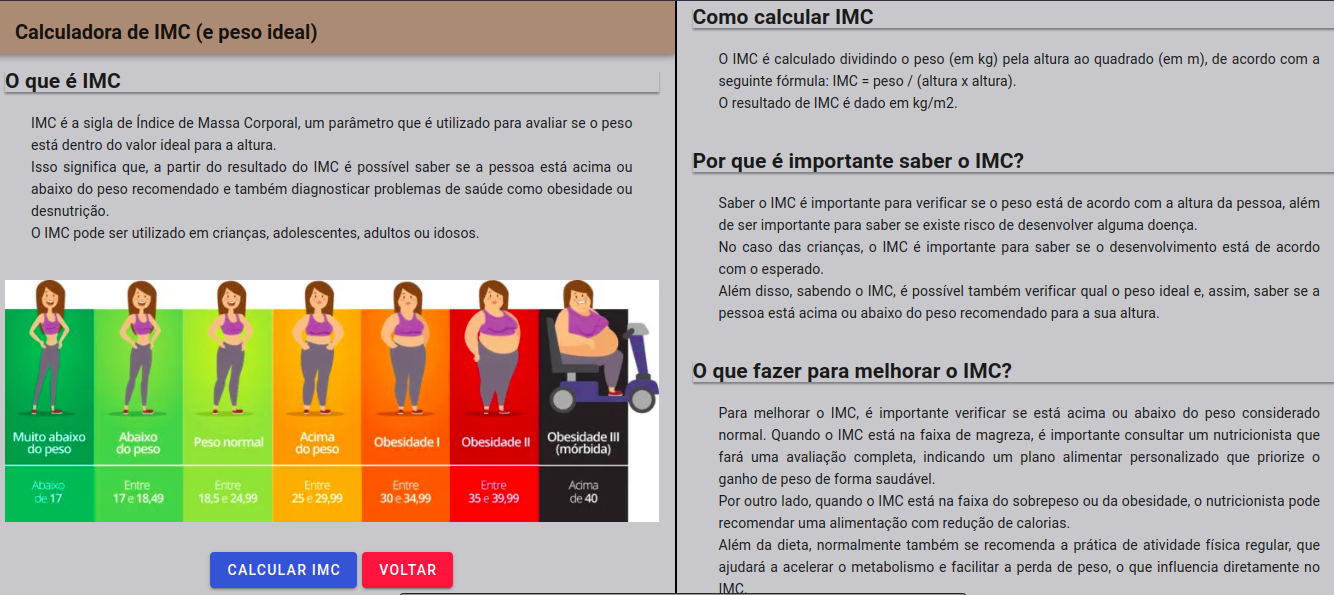 Calculadora de IMC (e peso ideal)
O que é IMC
IMC é a sigla de Índice de Massa Corporal, um parâmetro que é utilizado para avaliar se o peso
está dentro do valor ideal para a altura.
Isso significa que, a partir do resultado do IMC é possível saber se a pessoa está acima ou
abaixo do peso recomendado e também diagnosticar problemas de saúde como obesidade ou
desnutrição.
O IMC pode ser utilizado em crianças, adolescentes, adultos ou idosos.
Muito abaixo
do peso
Abaixo
de 17
Abaixo
do peso
Entre
17 e 18,49
Peso normal
Entre
18,5 e 24,99
Acima
do peso
Entre
25 e 29,99
Obesidade I
Entre
30 e 34,99
Obesidade II
Entre
35 e 39,99
Obesidade III
(mórbida)
Acima
de 40
CALCULAR IMC
VOLTAR
Como calcular IMC
O IMC é calculado dividindo o peso (em kg) pela altura ao quadrado (em m), de acordo com a
seguinte fórmula: IMC = peso / (altura x altura).
O resultado de IMC é dado em kg/m2.
Por que é importante saber o IMC?
Saber o IMC é importante para verificar se o peso está de acordo com a altura da pessoa, além
de ser importante para saber se existe risco de desenvolver alguma doença.
No caso das crianças, o IMC é importante para saber se o desenvolvimento está de acordo
com o esperado.
Além disso, sabendo o IMC, é possível também verificar qual o peso ideal e, assim, saber se a
pessoa está acima ou abaixo do peso recomendado para a sua altura.
O que fazer para melhorar o IMC?
Para melhorar o IMC, é importante verificar se está acima ou abaixo do peso considerado
normal. Quando o IMC está na faixa de magreza, é importante consultar um nutricionista que
fará uma avaliação completa, indicando um plano alimentar personalizado que priorize o
ganho de peso de forma saudável.
Por outro lado, quando o IMC está na faixa do sobrepeso ou da obesidade, o nutricionista pode
recomendar uma alimentação com redução de calorias.
Além da dieta, normalmente também se recomenda a prática de atividade física regular, que
ajudará a acelerar o metabolismo e facilitar a perda de peso, o que influencia diretamente no
IMC.